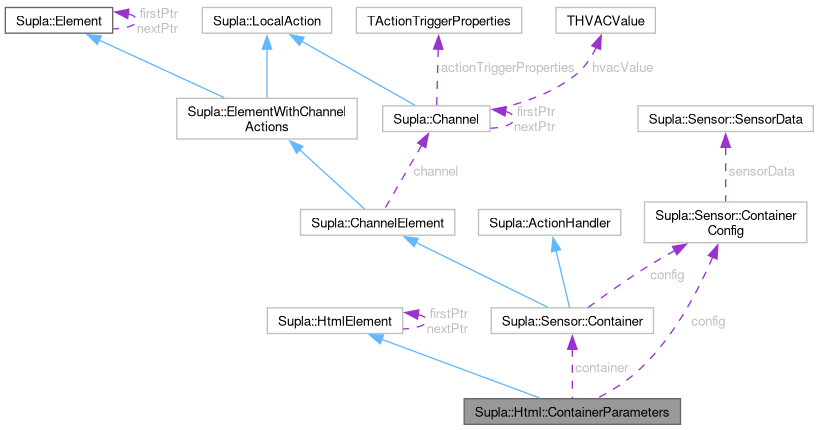 Supla::Element
firstPtr
nextPtr
Supla::LocalAction
TActionTriggerProperties
THVACValue
actionTriggerProperties
hvacValue
Supla::ElementWithChannel
Actions
Supla::Channel
firstPtr
nextPtr
Supla::Sensor::SensorData
channel
sensorData
Supla::ChannelElement
Supla::ActionHandler
Supla::Sensor::Container
Config
config
Supla::HtmlElement
firstPtr
nextPtr
Supla::Sensor::Container
config
container
Supla::Html::ContainerParameters